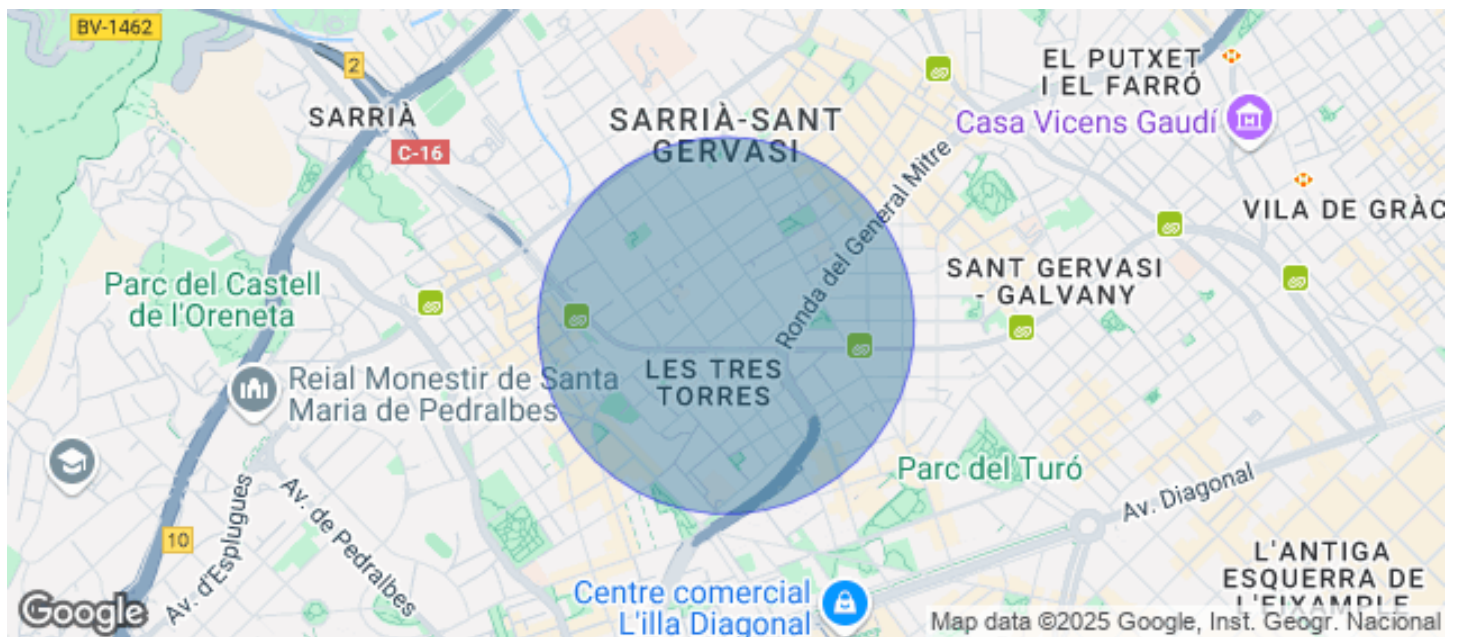 BV-1462
2
SARRIÀ
C-16
SARRIÀ-SANT
GERVASI
EL PUTXET
I EL FARRÓ
Casa Vicens Gaudí
Ronda del General Mitre
VILA DE GRÀC
Parc del Castell
de l'Oreneta
SANT GERVASI
- GALVANY
Reial Monestir de Santa
Maria de Pedralbes
LES TRES
TORRES
Parc del Turó
Av. Diagonal
10
Av. d'Esplugues
Av. de Pedralbes
L'ANTIGA
ESQUERRA DE
L'EIXAMPLE
Centre comercial
L'illa Diagonal
Google
Map data ©2025 Google, Inst. Geogr. Nacional